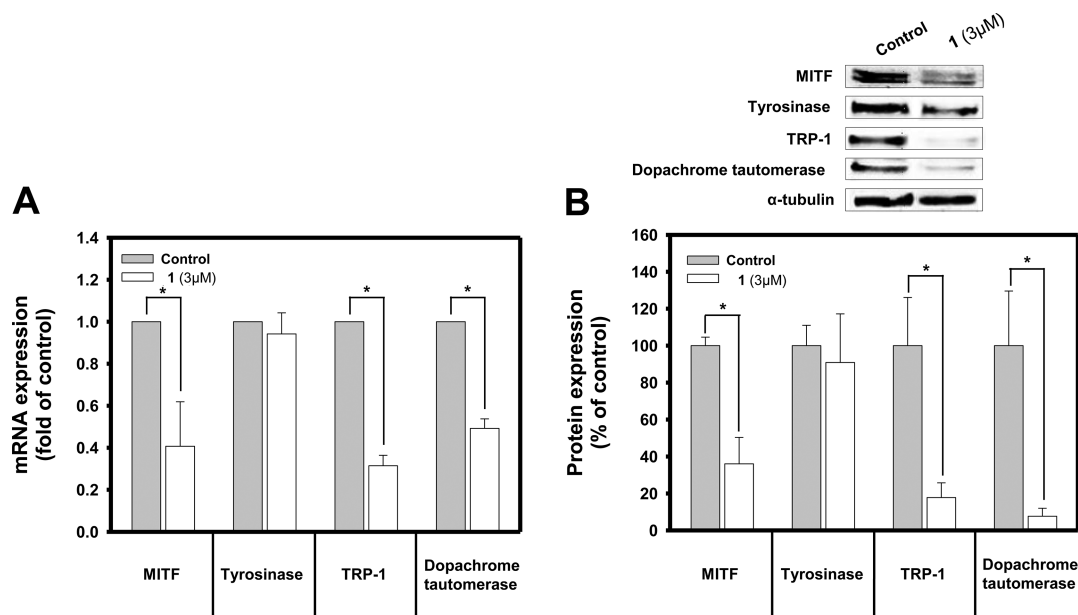 Control 1 (3μM)
MITF
Tyrosinase
TRP-1
Dopachrome tautomerase
α-tubulin
A
1.4
1.2
1.0
0.8
0.6
0.4
0.2
0.0
mRNA expression
(fold of control)
Control
1 (3μM)
*
*
*
MITF
Tyrosinase
TRP-1
Dopachrome
tautomerase
B
160
140
120
100
80
60
40
20
0
Protein expression
(% of control)
Control
1 (3μM)
*
*
*
MITF
Tyrosinase
TRP-1
Dopachrome
tautomerase